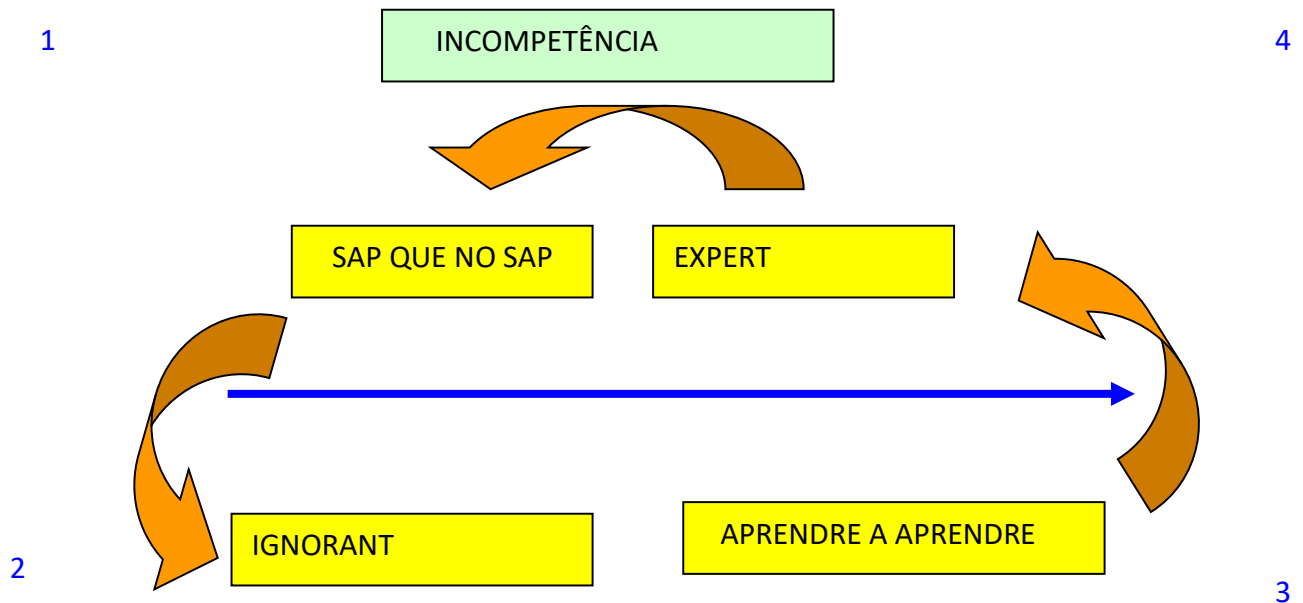 1
INCOMPETÊNCIA
4
SAP QUE NO SAP
EXPERT
IGNORANT
APRENDRE A APRENDRE
2
3